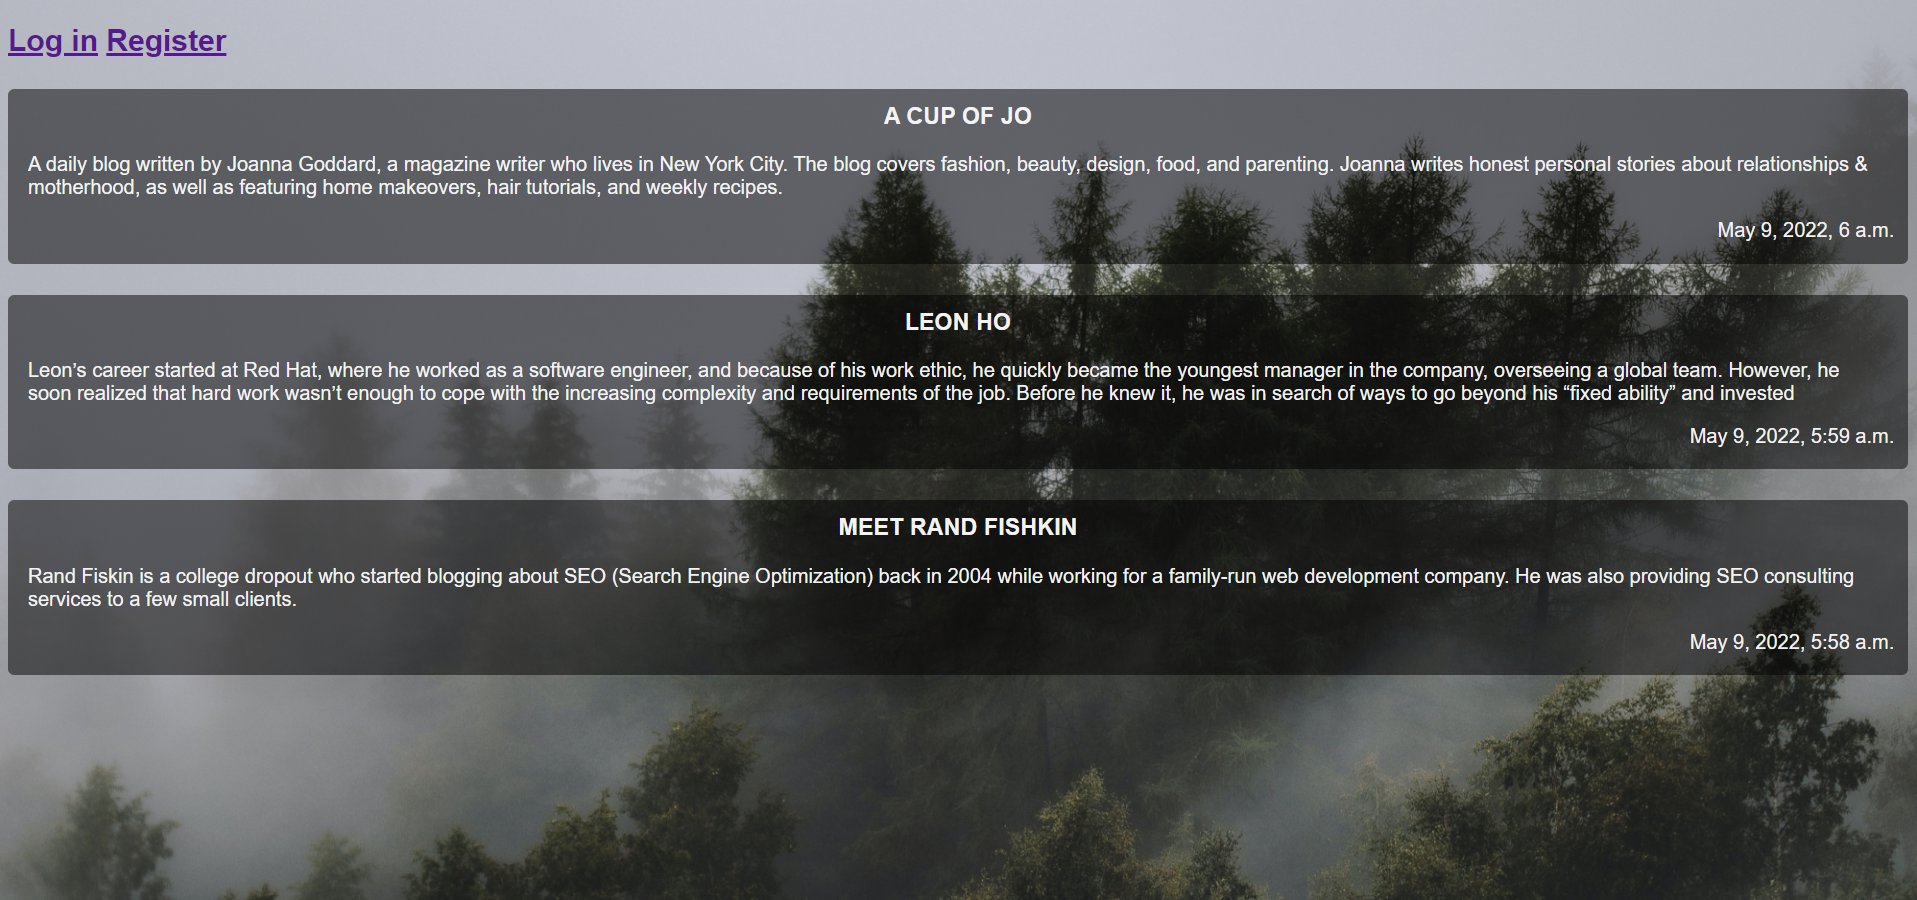 Log in Register
A CUP OF JO
A daily blog written by Joanna Goddard, a magazine writer who lives in New York City. The blog covers fashion, beauty, design, food, and parenting. Joanna writes honest personal stories about relationships &
motherhood, as well as featuring home makeovers, hair tutorials, and weekly recipes.
May 9, 2022, 6 a.m.
LEON HO
Leon’s career started at Red Hat, where he worked as a software engineer, and because of his work ethic, he quickly became the youngest manager in the company, overseeing a global team. However, he
soon realized that hard work wasn’t enough to cope with the increasing complexity and requirements of the job. Before he knew it, he was in search of ways to go beyond his “fixed ability” and invested
May 9, 2022, 5:59 a.m.
MEET RAND FISHKIN
Rand Fiskin is a college dropout who started blogging about SEO (Search Engine Optimization) back in 2004 while working for a family-run web development company. He was also providing SEO consulting
services to a few small clients.
May 9, 2022, 5:58 a.m.